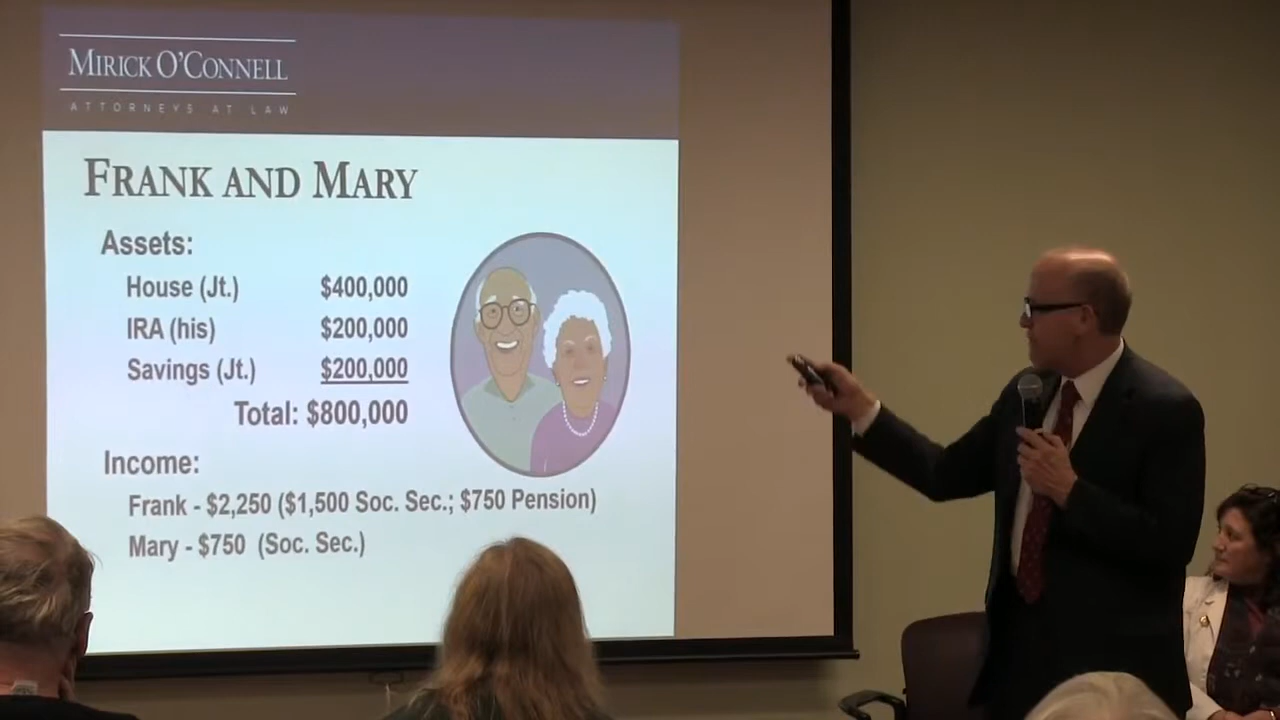 MIRICK O'CONNELL
ATTORNEYS AT LAW
FRANK AND MARY
Assets:
House (Jt.) $400,000
IRA (his) $200,000
Savings (Jt.) $200,000
Total: $800,000
Income:
Frank - $2,250 ($1,500 Soc. Sec.; $750 Pension)
Mary - $750 (Soc. Sec.)